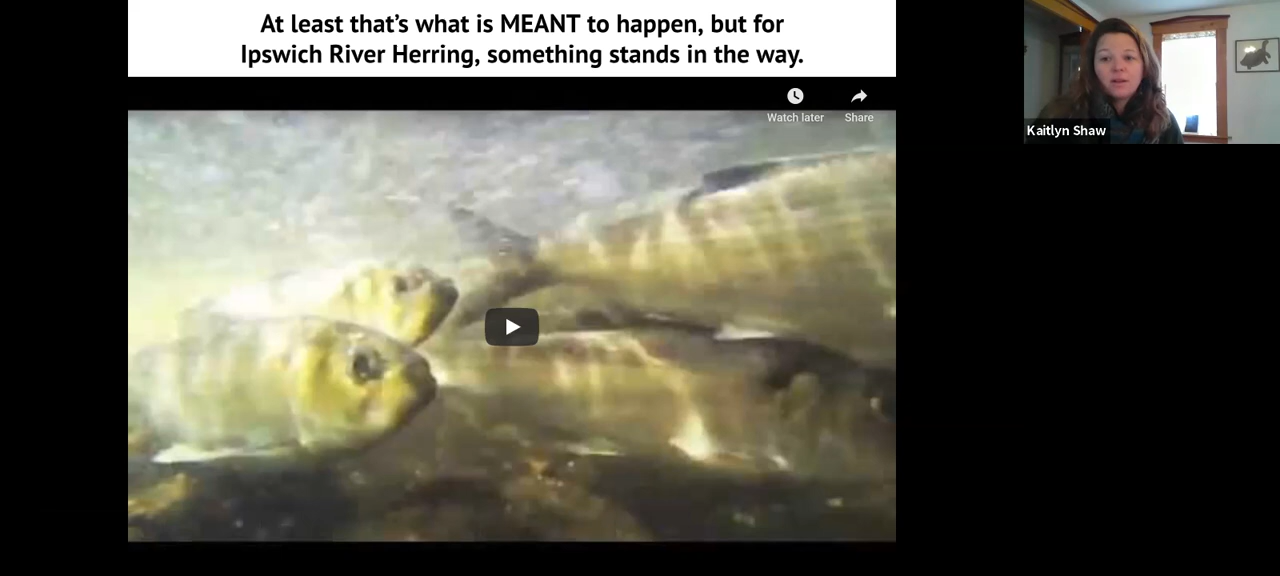 At least that's what is MEANT to happen, but for
Ipswich River Herring, something stands in the way.
Watch later
Share
Kaitlyn Shaw